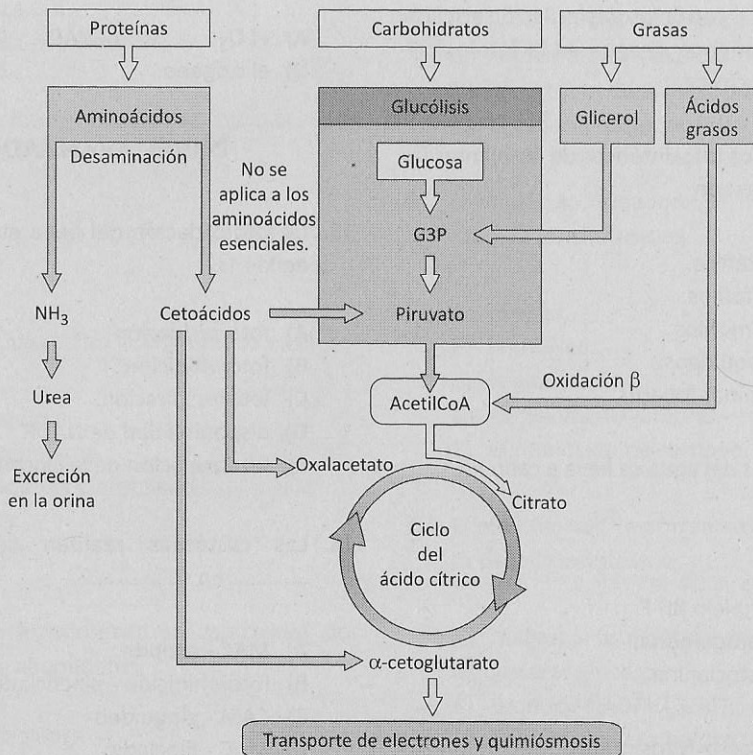 Proteínas
Carbohidratos
Grasas
Aminoácidos
Desaminación
Glucólisis
Glicerol
Ácidos
grasos
Glucosa
No se
aplica a los
aminoácidos
esenciales.
G3P
NH₃
Cetoácidos
Piruvato
Urea
AcetilCoA
Oxidación β
Excreción
en la orina
Oxalacetato
Citrato
Ciclo
del
ácido cítrico
α-cetoglutarato
Transporte de electrones y quimiósmosis